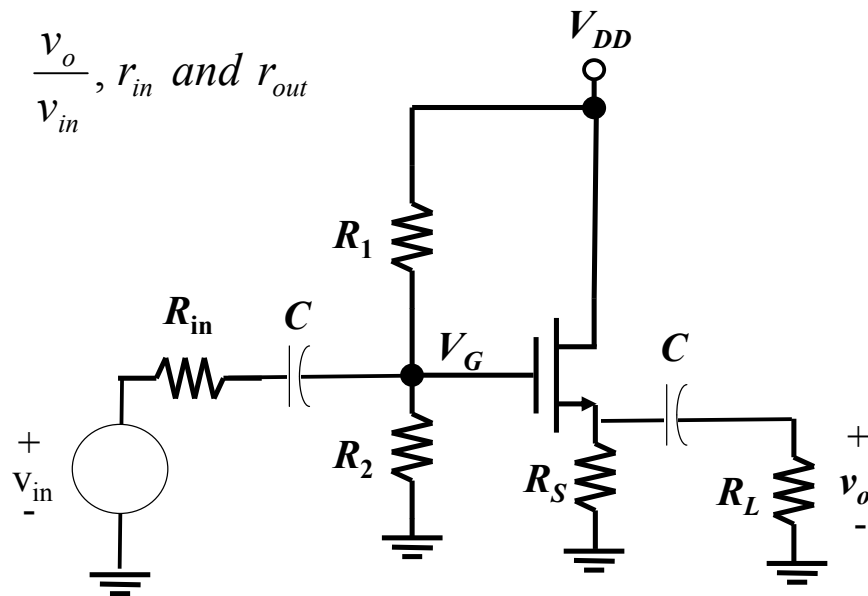 v_o / v_in , r_in and r_out
V_DD
R_1
R_in
C
V_G
C
+
v_in
-
R_2
R_S
R_L
+
v_o
-